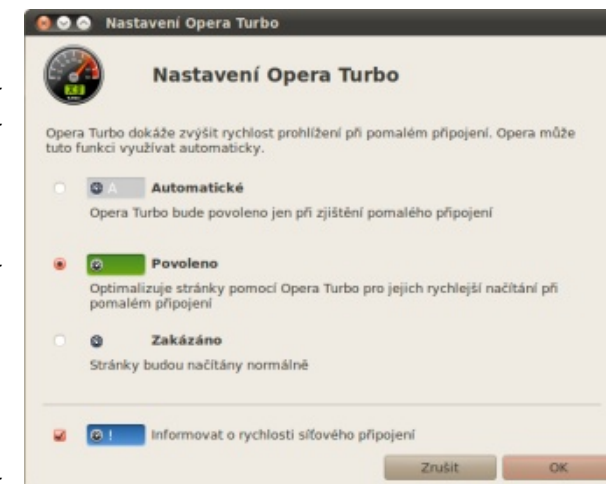 Nastavení Opera Turbo
Nastavení Opera Turbo
Opera Turbo dokáže zvýšit rychlost prohlížení při pomalém připojení. Opera může
tuto funkci využívat automaticky.
A Automatické
Opera Turbo bude povoleno jen při zjištění pomalého připojení
Povoleno
Optimalizuje stránky pomocí Opera Turbo pro jejich rychlejší načítání při
pomalém připojení
Zakázáno
Stránky budou načítány normálně
! Informovat o rychlosti síťového připojení
Zrušit OK